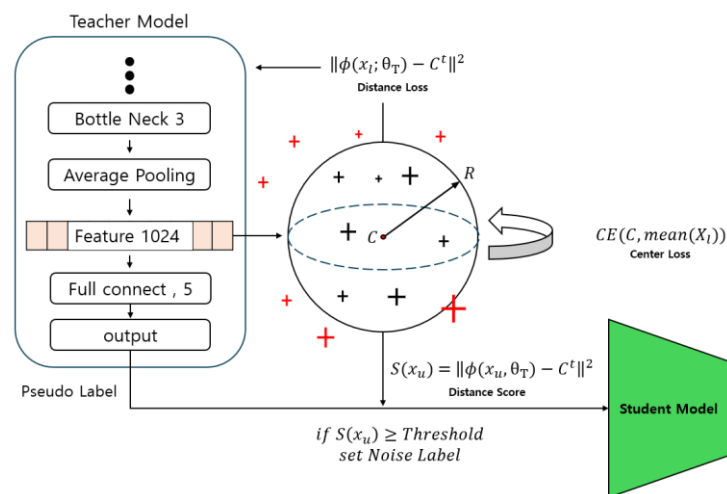 Teacher Model
Bottle Neck 3
Average Pooling
Feature 1024
Full connect , 5
output
Pseudo Label
‖ϕ(x_l; θ_T) − C^t‖²
Distance Loss
R
C
CE(C, mean(X_l))
Center Loss
S(x_u) = ‖ϕ(x_u, θ_T) − C^t‖²
Distance Score
if S(x_u) ≥ Threshold
set Noise Label
Student Model